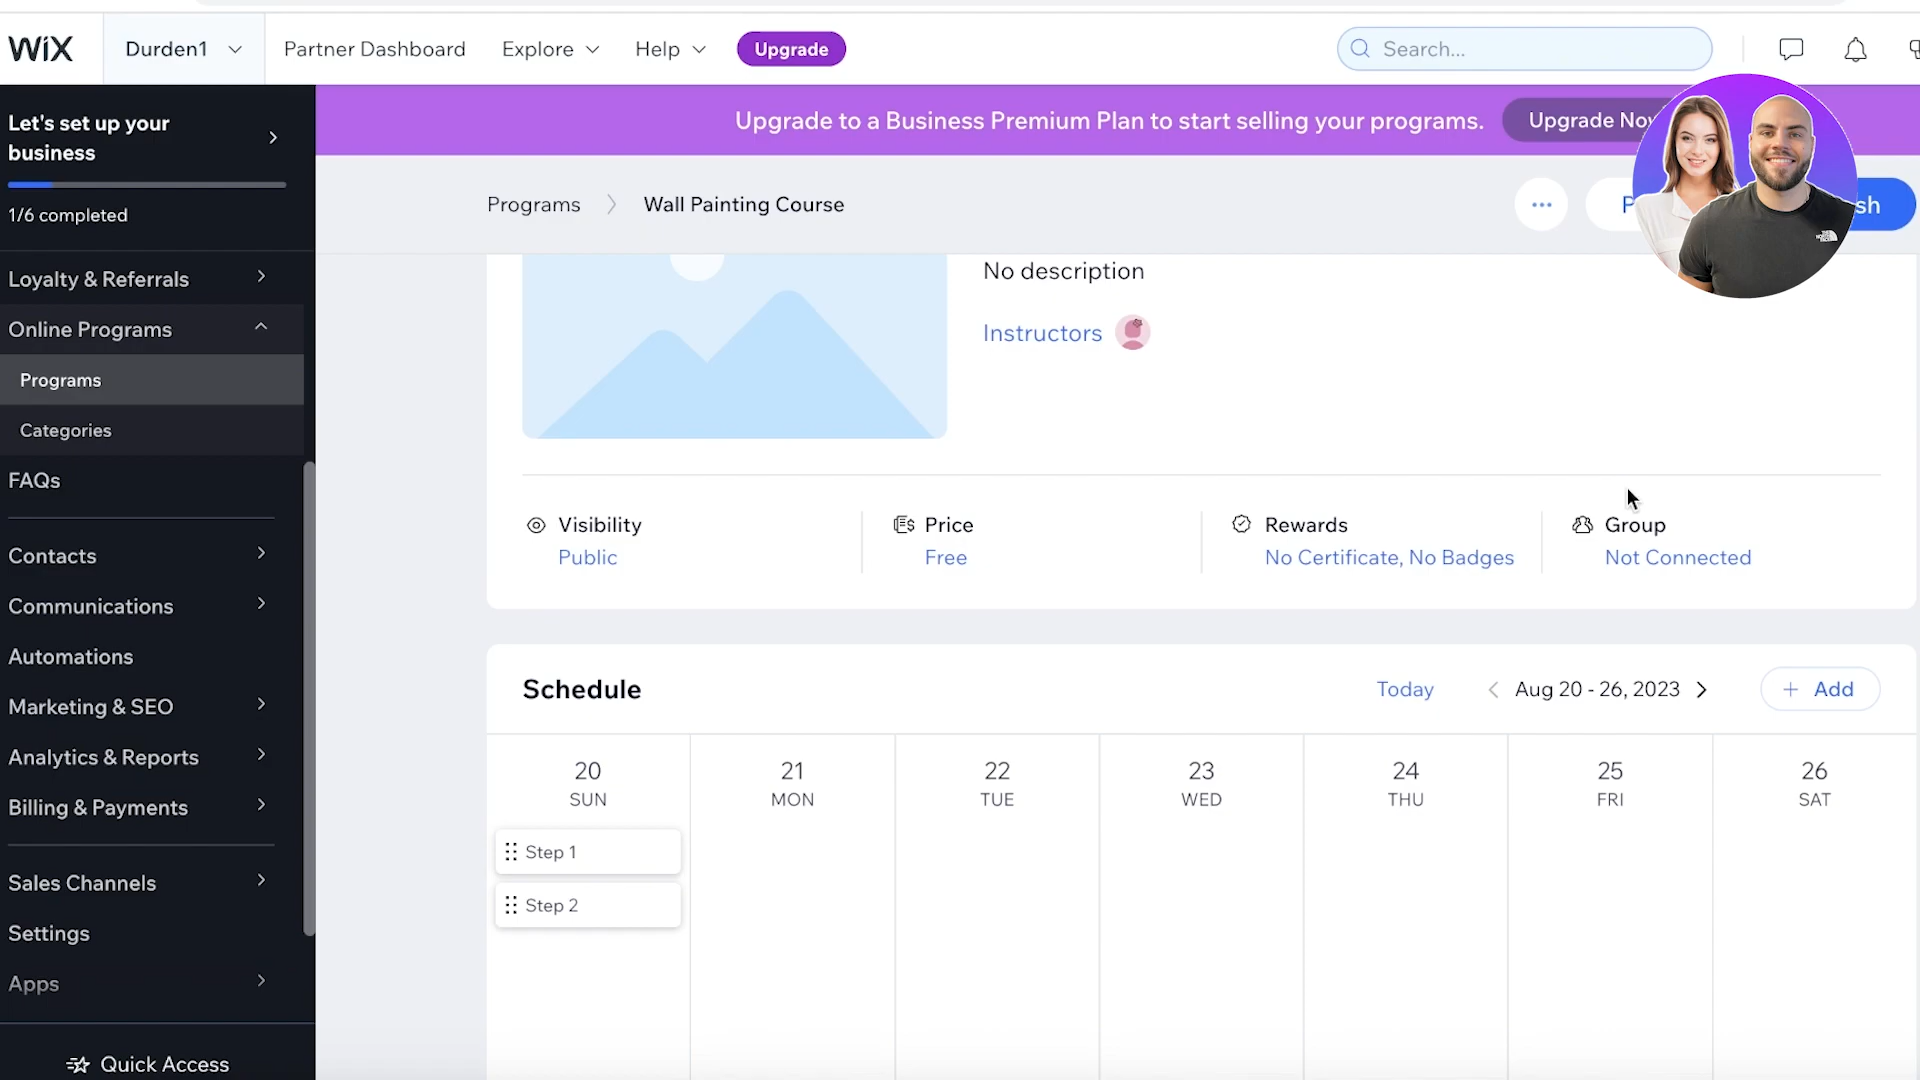 WiX
Durden1
Partner Dashboard
Explore
Help
Upgrade
Search...
Let's set up your
business
1/6 completed
Loyalty & Referrals
Online Programs
Programs
Categories
FAQs
Contacts
Communications
Automations
Marketing & SEO
Analytics & Reports
Billing & Payments
Sales Channels
Settings
Apps
Quick Access
Upgrade to a Business Premium Plan to start selling your programs.
Upgrade Now
Programs
Wall Painting Course
No description
Instructors
Visibility
Public
Price
Free
Rewards
No Certificate, No Badges
Group
Not Connected
Schedule
Today
Aug 20 - 26, 2023
+ Add
20
SUN
21
MON
22
TUE
23
WED
24
THU
25
FRI
26
SAT
Step 1
Step 2